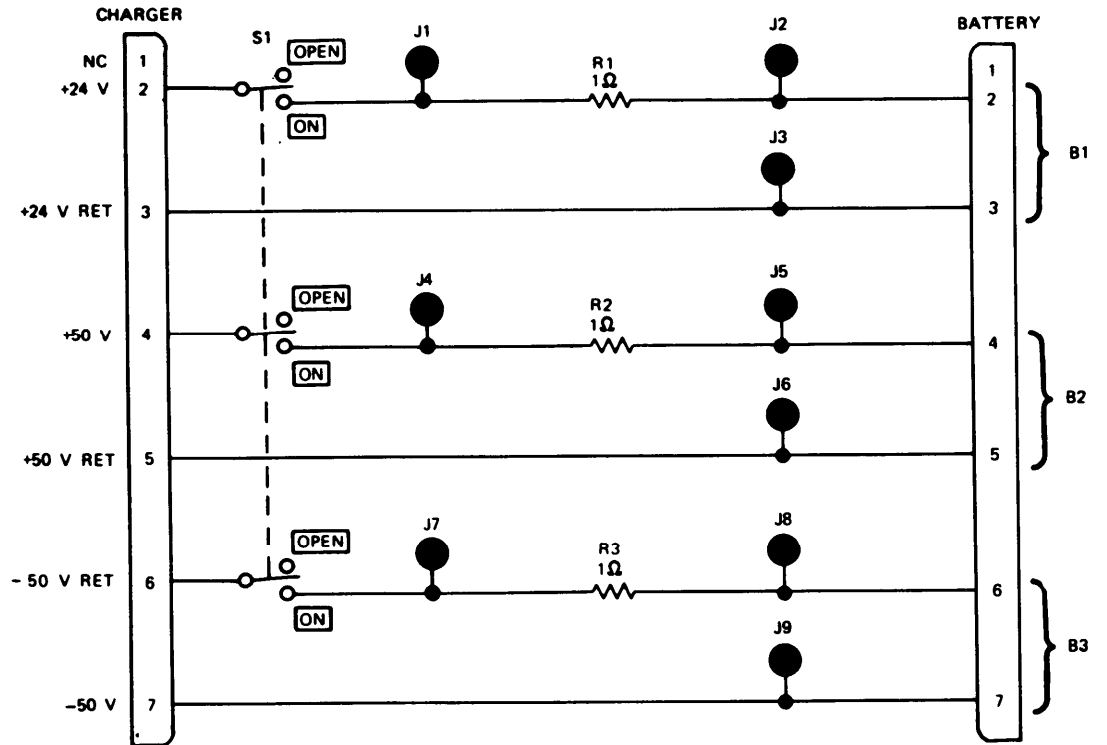 CHARGER
BATTERY
S1
OPEN
J1
J2
NC 1
R1
1Ω
1
+24 V 2
2
ON
J3
B1
+24 V RET 3
3
OPEN
J4
J5
R2
1Ω
+50 V 4
4
ON
J6
B2
+50 V RET 5
5
OPEN
J7
J8
R3
1Ω
- 50 V RET 6
6
ON
J9
B3
-50 V 7
7